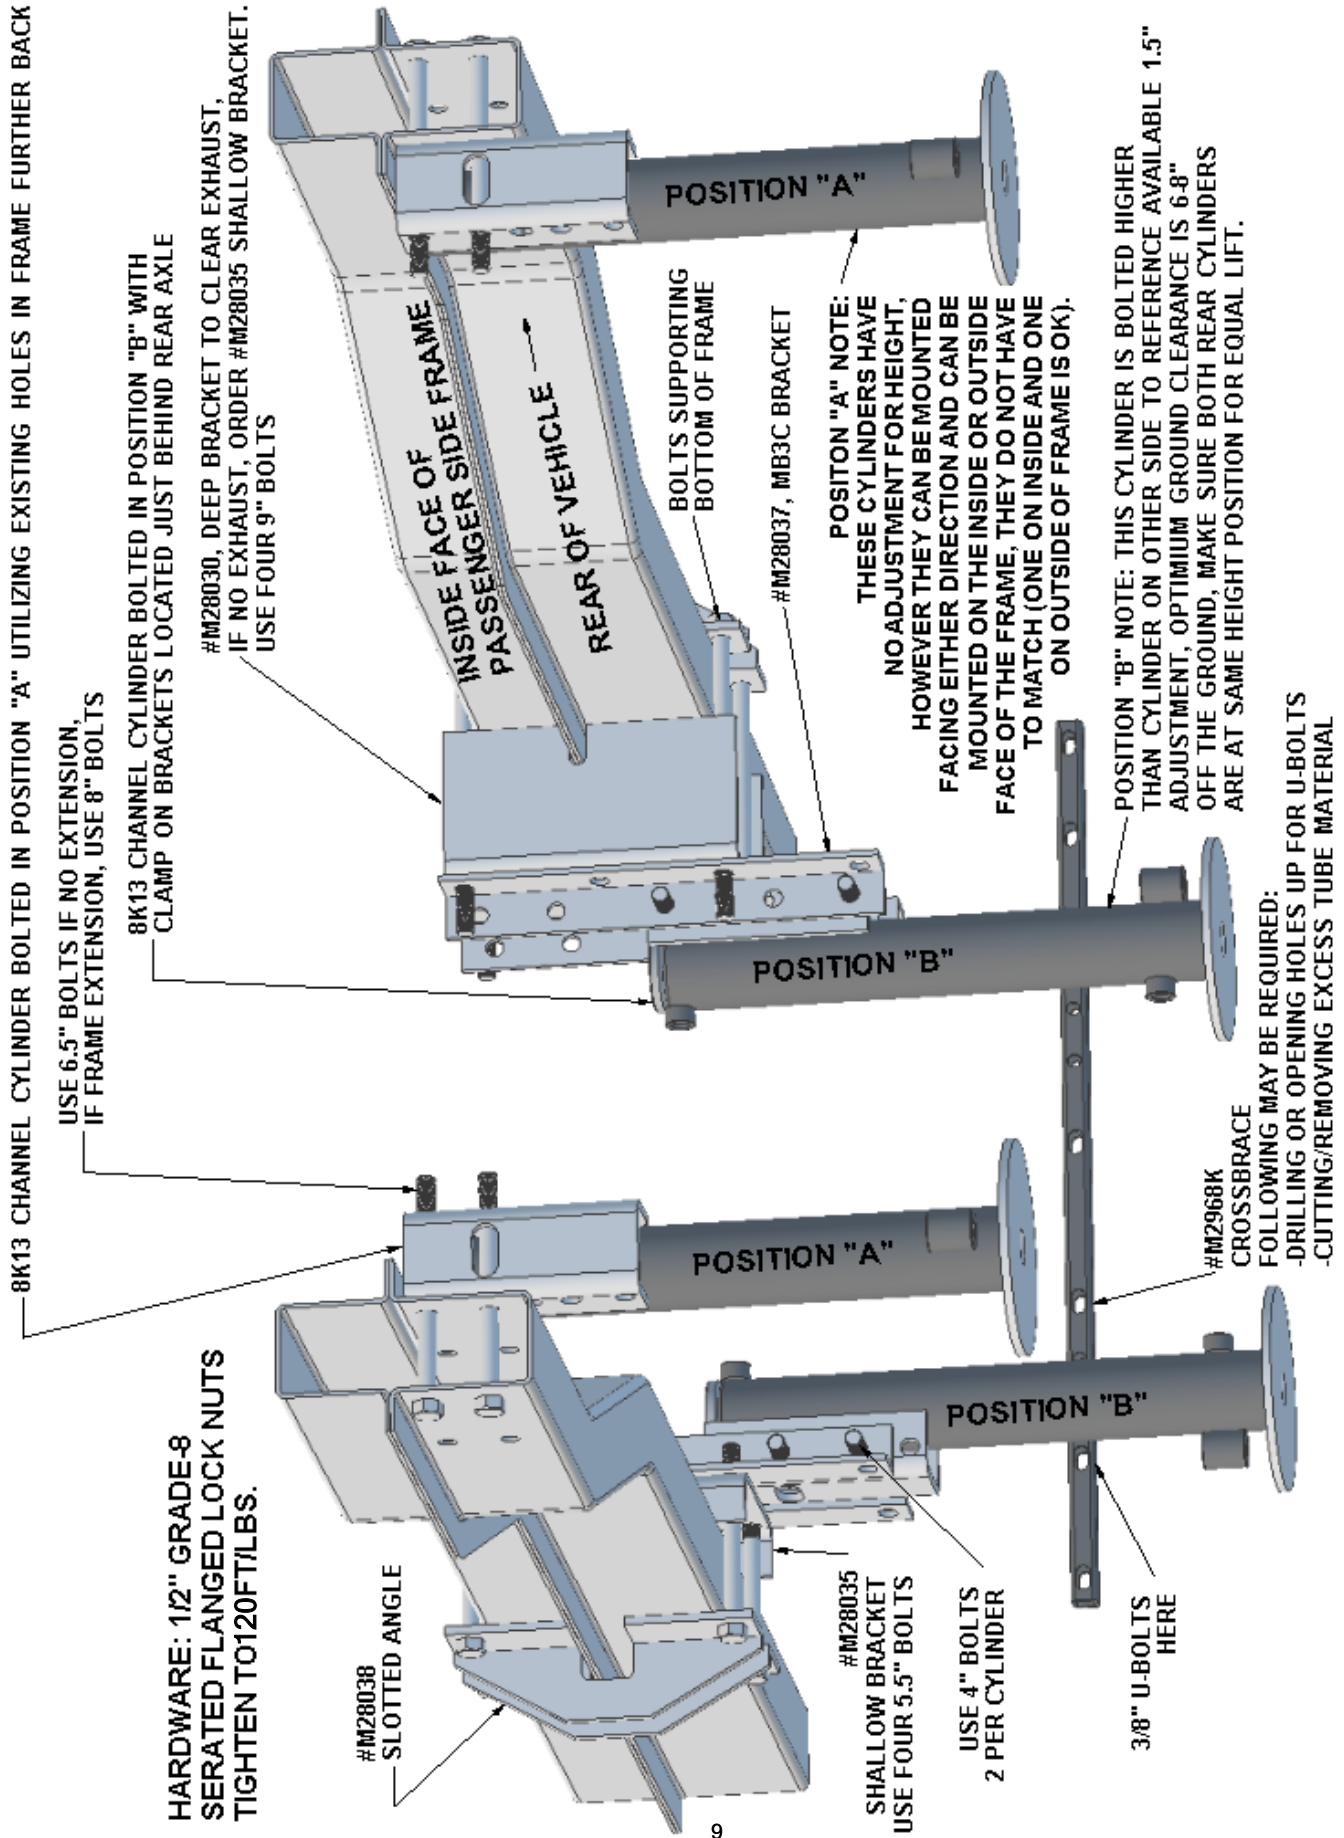 8K13 CHANNEL CYLINDER BOLTED IN POSITION "A" UTILIZING EXISTING HOLES IN FRAME FURTHER BACK
USE 6.5" BOLTS IF NO EXTENSION,
IF FRAME EXTENSION, USE 8" BOLTS
8K13 CHANNEL CYLINDER BOLTED IN POSITION "B" WITH
CLAMP ON BRACKETS LOCATED JUST BEHIND REAR AXLE
#M28030, DEEP BRACKET TO CLEAR EXHAUST,
IF NO EXHAUST, ORDER #M28035 SHALLOW BRACKET.
USE FOUR 9" BOLTS
HARDWARE: 1/2" GRADE-8
SERATED FLANGED LOCK NUTS
TIGHTEN TO120FT/LBS.
#M28038
SLOTTED ANGLE
INSIDE FACE OF
PASSENGER SIDE FRAME
REAR OF VEHICLE
POSITION "A"
POSITION "A"
BOLTS SUPPORTING
BOTTOM OF FRAME
#M28037, MB3C BRACKET
POSITON "A" NOTE:
THESE CYLINDERS HAVE
NO ADJUSTMENT FOR HEIGHT,
HOWEVER THEY CAN BE MOUNTED
FACING EITHER DIRECTION AND CAN BE
MOUNTED ON THE INSIDE OR OUTSIDE
FACE OF THE FRAME, THEY DO NOT HAVE
TO MATCH (ONE ON INSIDE AND ONE
ON OUTSIDE OF FRAME IS OK).
POSITION "B"
POSITION "B"
#M28035
SHALLOW BRACKET
USE FOUR 5.5" BOLTS
USE 4" BOLTS
2 PER CYLINDER
3/8" U-BOLTS
HERE
POSITION "B" NOTE: THIS CYLINDER IS BOLTED HIGHER
THAN CYLINDER ON OTHER SIDE TO REFERENCE AVAILABLE 1.5"
ADJUSTMENT, OPTIMIUM GROUND CLEARANCE IS 6-8"
OFF THE GROUND, MAKE SURE BOTH REAR CYLINDERS
ARE AT SAME HEIGHT POSITION FOR EQUAL LIFT.
#M2968K
CROSSBRACE
FOLLOWING MAY BE REQUIRED:
-DRILLING OR OPENING HOLES UP FOR U-BOLTS
-CUTTING/REMOVING EXCESS TUBE MATERIAL
9